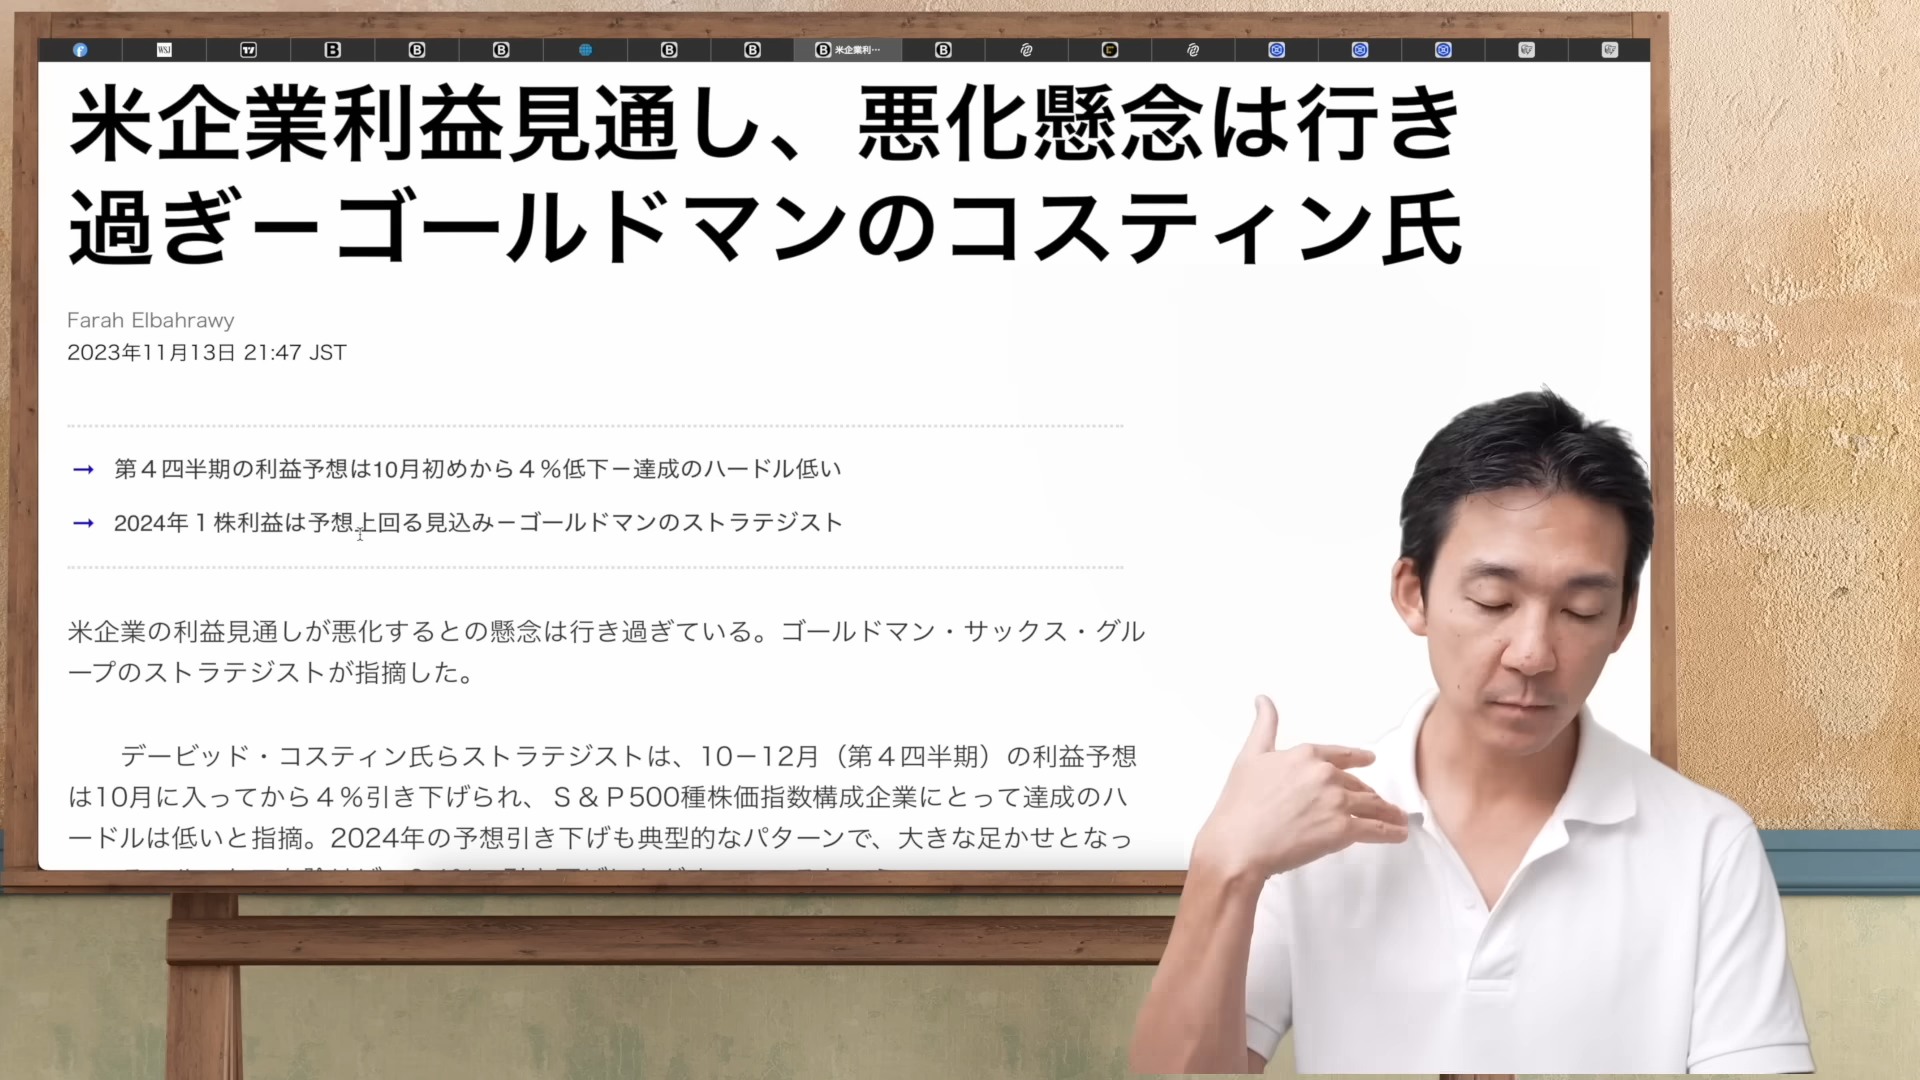 WSJ
米企業利…
米企業利益見通し、悪化懸念は行き
過ぎ－ゴールドマンのコスティン氏
Farah Elbahrawy
2023年11月13日 21:47 JST
→ 第４四半期の利益予想は10月初めから４％低下－達成のハードル低い
→ 2024年１株利益は予想上回る見込み－ゴールドマンのストラテジスト
米企業の利益見通しが悪化するとの懸念は行き過ぎている。ゴールドマン・サックス・グル
ープのストラテジストが指摘した。
デービッド・コスティン氏らストラテジストは、10－12月（第４四半期）の利益予想
は10月に入ってから４％引き下げられ、Ｓ＆Ｐ500種株価指数構成企業にとって達成のハ
ードルは低いと指摘。2024年の予想引き下げも典型的なパターンで、大きな足かせとなっ